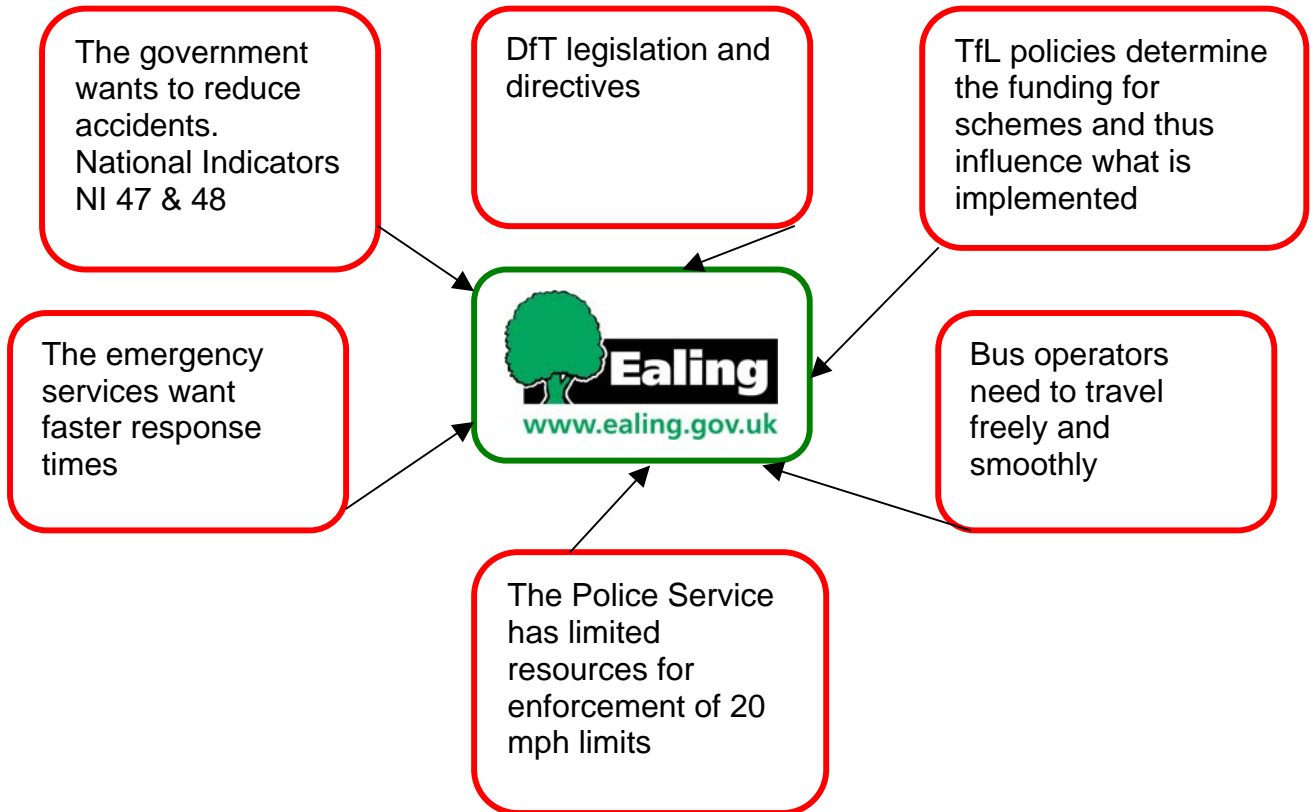 The government
wants to reduce
accidents.
National Indicators
NI 47 & 48
DfT legislation and
directives
TfL policies determine
the funding for
schemes and thus
influence what is
implemented
The emergency
services want
faster response
times
Ealing
www.ealing.gov.uk
Bus operators
need to travel
freely and
smoothly
The Police Service
has limited
resources for
enforcement of 20
mph limits